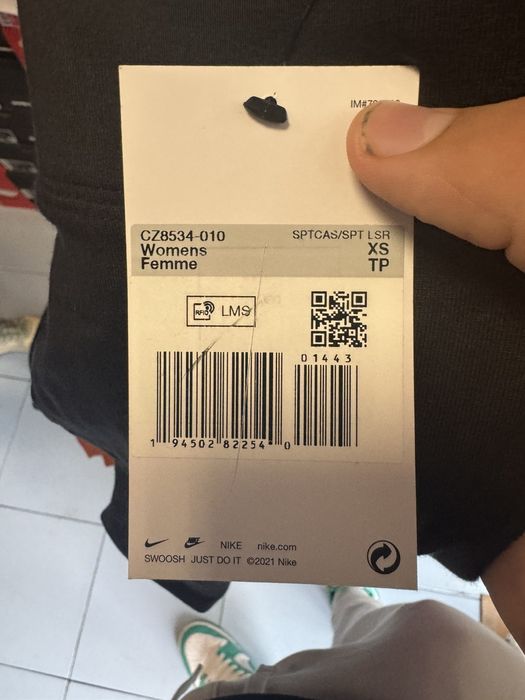 CZ8534-010 SPTCAS/SPT LSR
Womens XS
Femme TP
RFID LMS
01443
1 94502 82254 0
NIKE nike.com
SWOOSH JUST DO IT ©2021 Nike